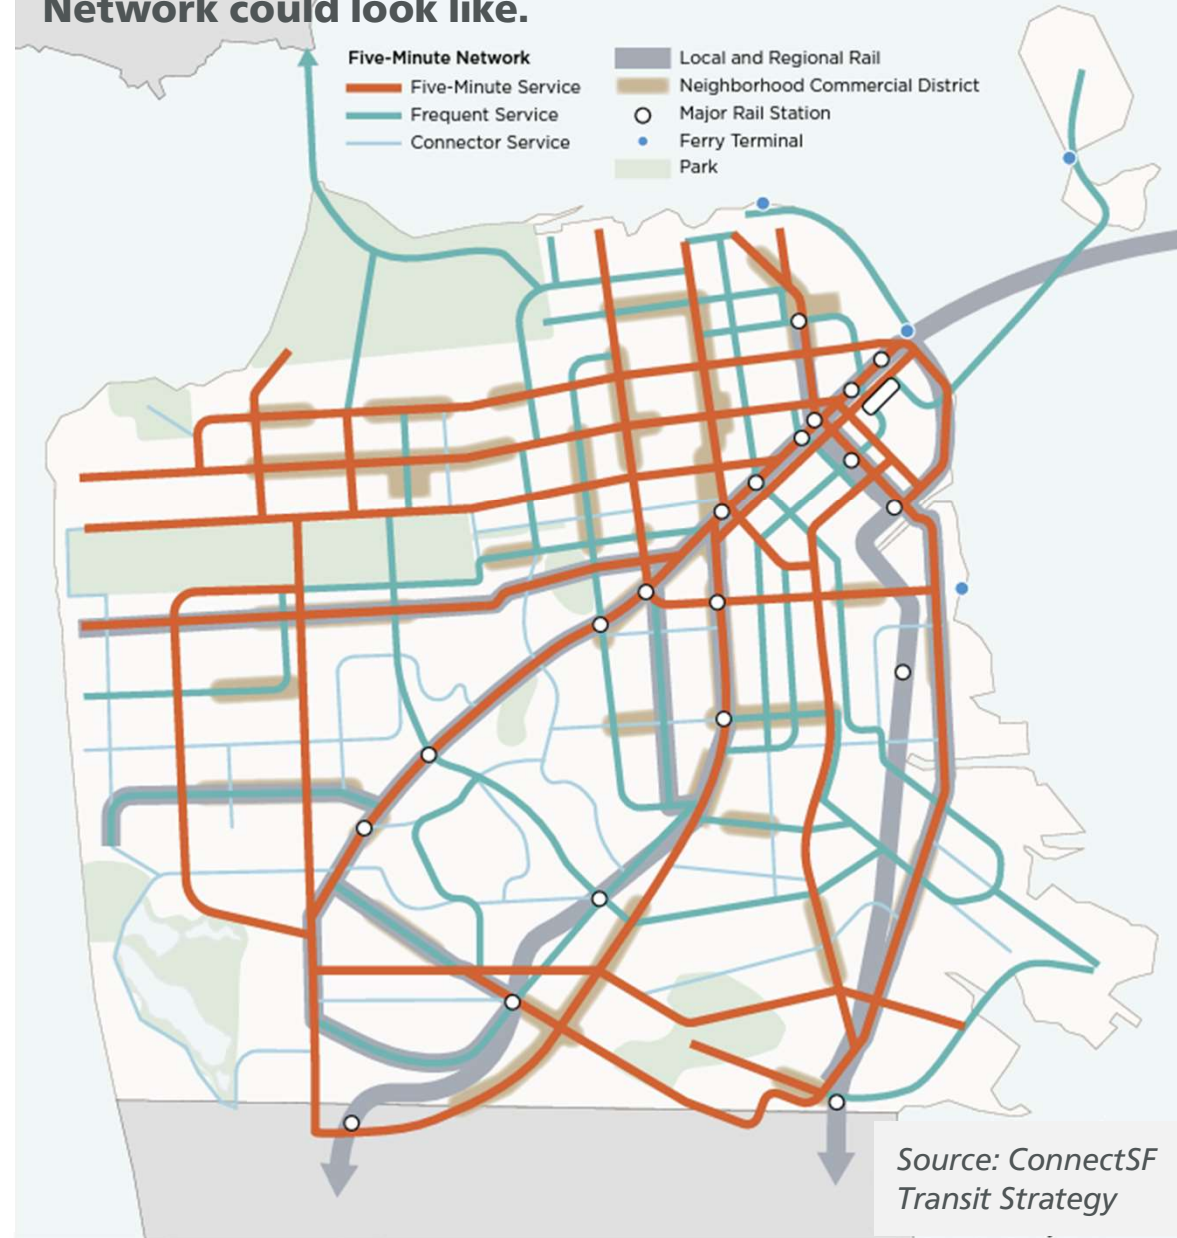 Network could look like.
Five-Minute Network
Five-Minute Service
Frequent Service
Connector Service
Local and Regional Rail
Neighborhood Commercial District
Major Rail Station
Ferry Terminal
Park
Source: ConnectSF
Transit Strategy